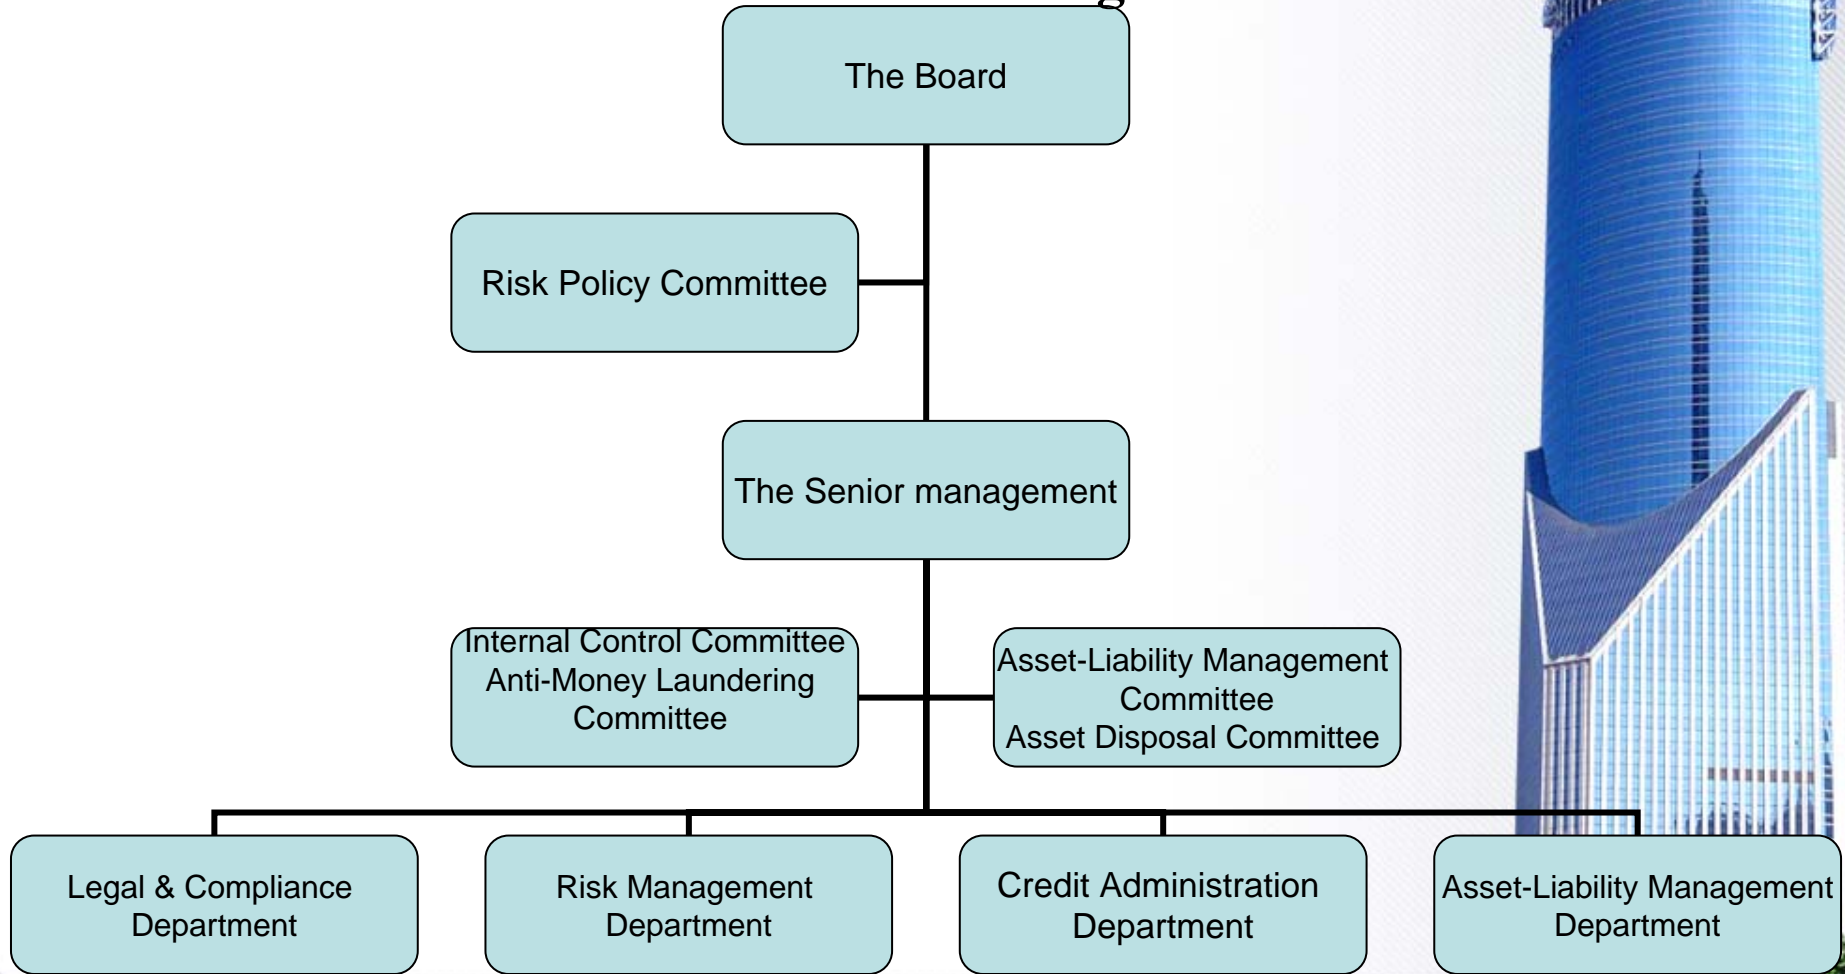 The Board
Risk Policy Committee
The Senior management
Internal Control Committee
Anti-Money Laundering
Committee
Asset-Liability Management
Committee
Asset Disposal Committee
Legal & Compliance
Department
Risk Management
Department
Credit Administration
Department
Asset-Liability Management
Department